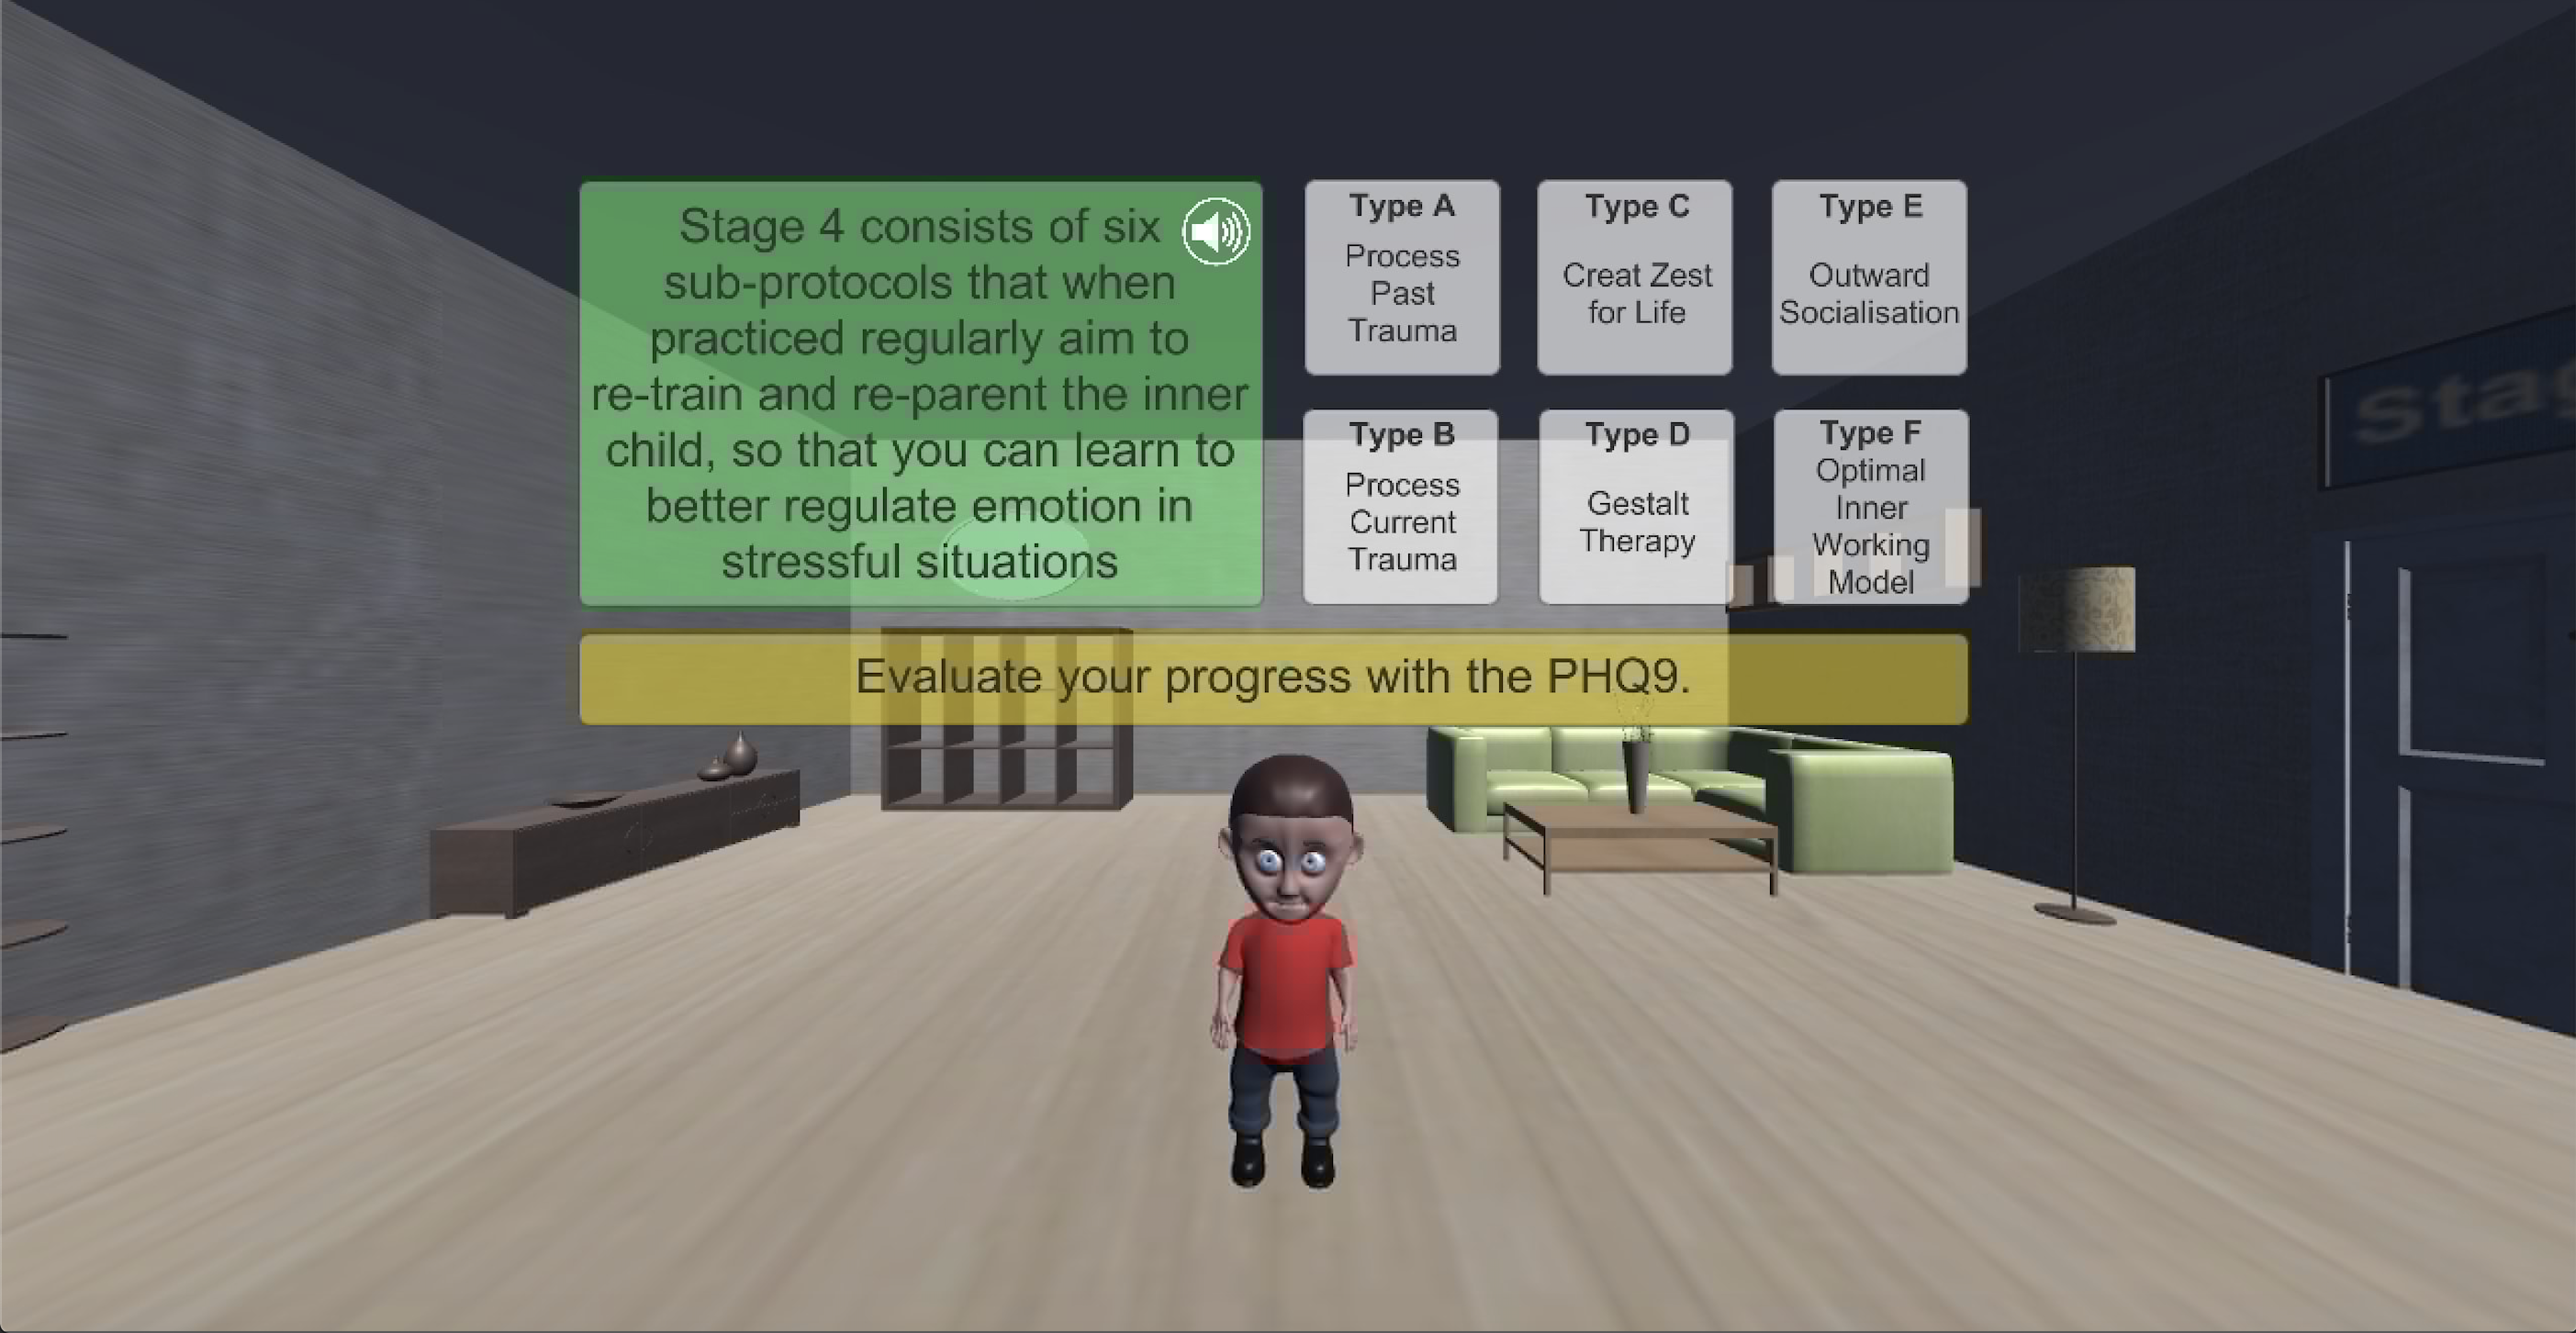 Stage 4 consists of six
sub-protocols that when
practiced regularly aim to
re-train and re-parent the inner
child, so that you can learn to
better regulate emotion in
stressful situations
Type A
Process
Past
Trauma
Type C
Creat Zest
for Life
Type E
Outward
Socialisation
Type B
Process
Current
Trauma
Type D
Gestalt
Therapy
Type F
Optimal
Inner
Working
Model
Evaluate your progress with the PHQ9.